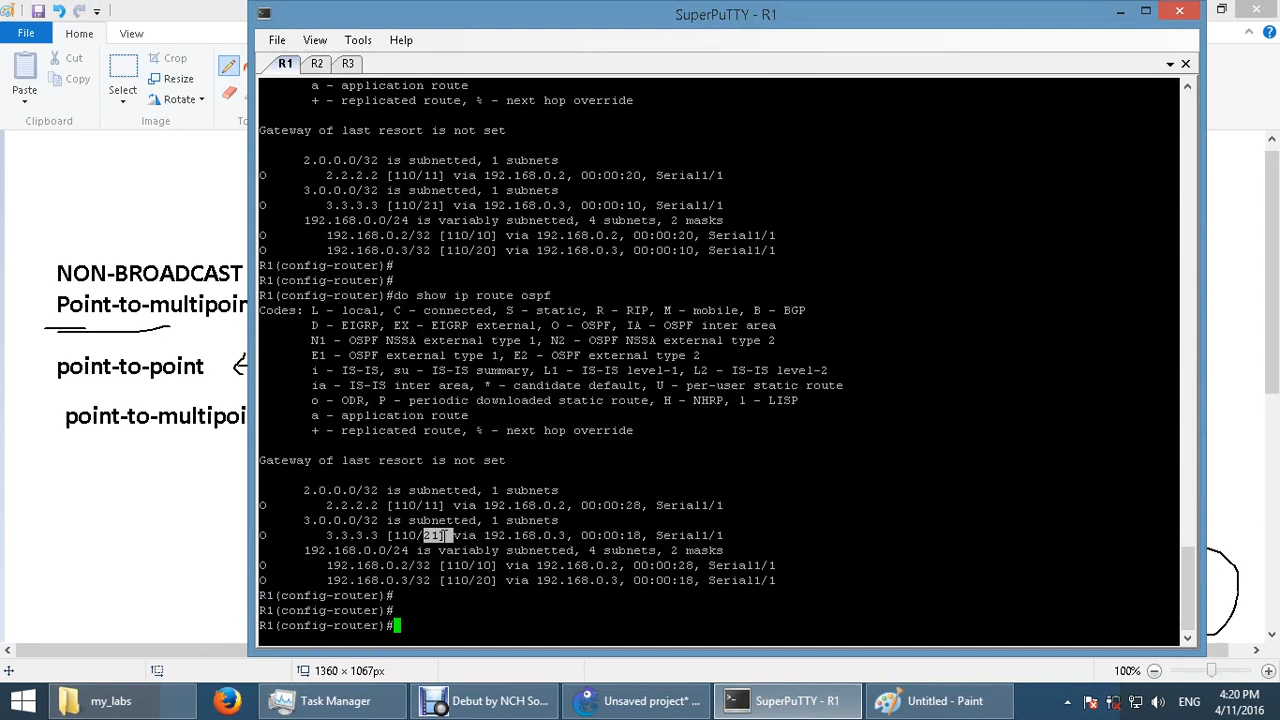 SuperPuTTY - R1
File
Home
View
Cut
Copy
Paste
Clipboard
Select
Crop
Resize
Rotate
Image
File View Tools Help
R1 R2 R3
a - application route
+ - replicated route, % - next hop override
Gateway of last resort is not set
2.0.0.0/32 is subnetted, 1 subnets
O 2.2.2.2 [110/11] via 192.168.0.2, 00:00:20, Serial1/1
3.0.0.0/32 is subnetted, 1 subnets
O 3.3.3.3 [110/21] via 192.168.0.3, 00:00:10, Serial1/1
192.168.0.0/24 is variably subnetted, 4 subnets, 2 masks
O 192.168.0.2/32 [110/10] via 192.168.0.2, 00:00:20, Serial1/1
O 192.168.0.3/32 [110/20] via 192.168.0.3, 00:00:10, Serial1/1
R1(config-router)#
R1(config-router)#
R1(config-router)#do show ip route ospf
Codes: L - local, C - connected, S - static, R - RIP, M - mobile, B - BGP
D - EIGRP, EX - EIGRP external, O - OSPF, IA - OSPF inter area
N1 - OSPF NSSA external type 1, N2 - OSPF NSSA external type 2
E1 - OSPF external type 1, E2 - OSPF external type 2
i - IS-IS, su - IS-IS summary, L1 - IS-IS level-1, L2 - IS-IS level-2
ia - IS-IS inter area, * - candidate default, U - per-user static route
o - ODR, P - periodic downloaded static route, H - NHRP, l - LISP
a - application route
+ - replicated route, % - next hop override
Gateway of last resort is not set
2.0.0.0/32 is subnetted, 1 subnets
O 2.2.2.2 [110/11] via 192.168.0.2, 00:00:28, Serial1/1
3.0.0.0/32 is subnetted, 1 subnets
O 3.3.3.3 [110/21] via 192.168.0.3, 00:00:18, Serial1/1
192.168.0.0/24 is variably subnetted, 4 subnets, 2 masks
O 192.168.0.2/32 [110/10] via 192.168.0.2, 00:00:28, Serial1/1
O 192.168.0.3/32 [110/20] via 192.168.0.3, 00:00:18, Serial1/1
R1(config-router)#
R1(config-router)#
R1(config-router)#
NON-BROADCAST
Point-to-multipoin
point-to-point
point-to-multipoi
1360 × 1067px
100%
my_labs
Task Manager
Debut by NCH So...
Unsaved project*...
SuperPuTTY - R1
Untitled - Paint
ENG
4:20 PM
4/11/2016